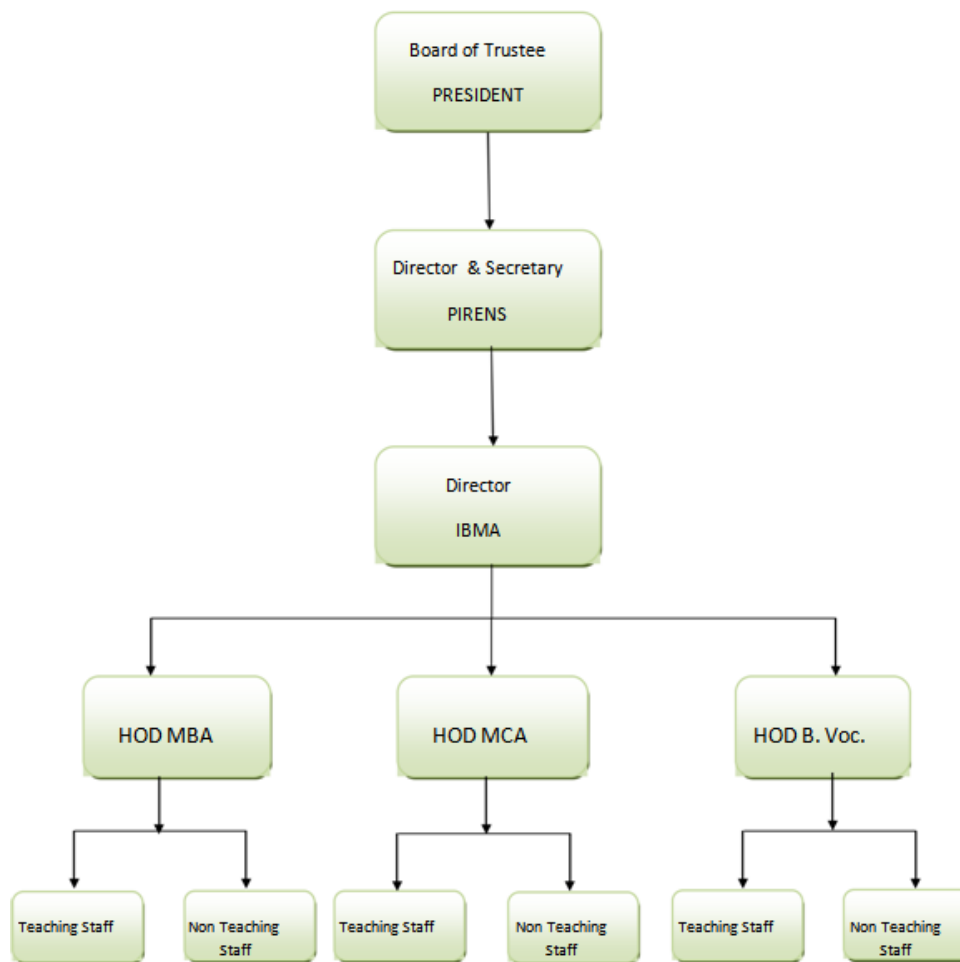 Board of Trustee
PRESIDENT
Director & Secretary
PIRENS
Director
IBMA
HOD MBA
HOD MCA
HOD B. Voc.
Teaching Staff
Non Teaching
Staff
Teaching Staff
Non Teaching
Staff
Teaching Staff
Non Teaching
Staff